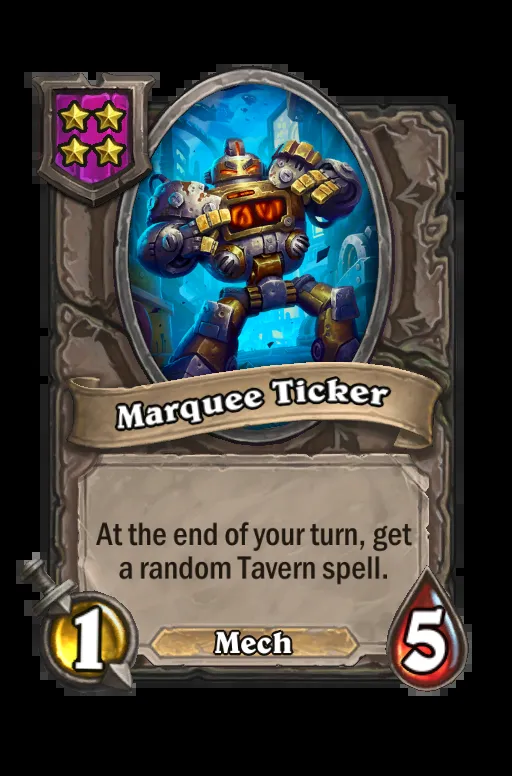 Marquee Ticker
At the end of your turn, get
a random Tavern spell.
1
Mech
5